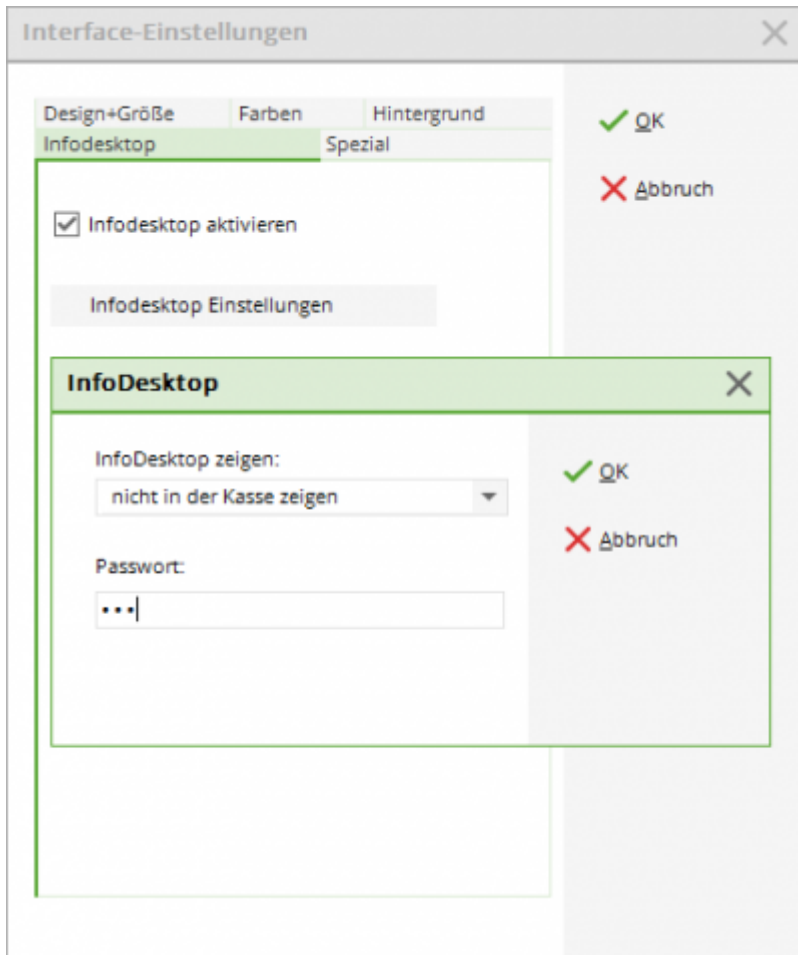 Interface-Einstellungen
Design+Größe Farben Hintergrund
Infodesktop Spezial
OK
Abbruch
Infodesktop aktivieren
Infodesktop Einstellungen
InfoDesktop
InfoDesktop zeigen:
nicht in der Kasse zeigen
Passwort:
•••
OK
Abbruch